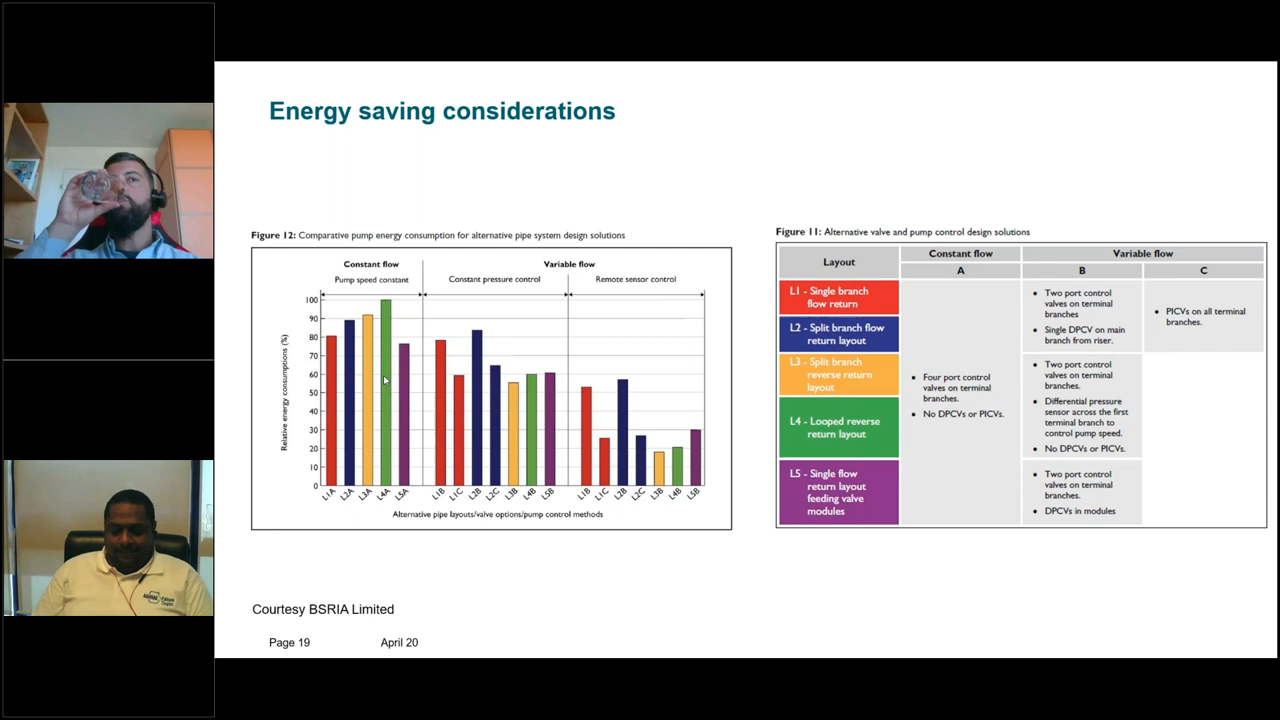 Energy saving considerations
Figure 12: Comparative pump energy consumption for alternative pipe system design solutions
Constant flow
Variable flow
Pump speed constant
Constant pressure control
Remote sensor control
Relative energy consumptions (%)
100
90
80
70
60
50
40
30
20
10
0
L1A
L2A
L3A
L4A
L5A
L1B
L1C
L2B
L2C
L3B
L4B
L5B
L1B
L1C
L2B
L2C
L3B
L4B
L5B
Alternative pipe layouts/valve options/pump control methods
Figure 11: Alternative valve and pump control design solutions
Layout
Constant flow
Variable flow
A
B
C
L1 - Single branch
flow return
L2 - Split branch flow
return layout
L3 - Split branch
reverse return
layout
L4 - Looped reverse
return layout
L5 - Single flow
return layout
feeding valve
modules
• Four port control
valves on terminal
branches.
• No DPCVs or PICVs.
• Two port control
valves on terminal
branches
• Single DPCV on main
branch from riser.
• PICVs on all terminal
branches.
• Two port control
valves on terminal
branches.
• Differential pressure
sensor across the first
terminal branch to
control pump speed.
• No DPCVs or PICVs.
• Two port control
valves on terminal
branches.
• DPCVs in modules
Courtesy BSRIA Limited
Page 19
April 20